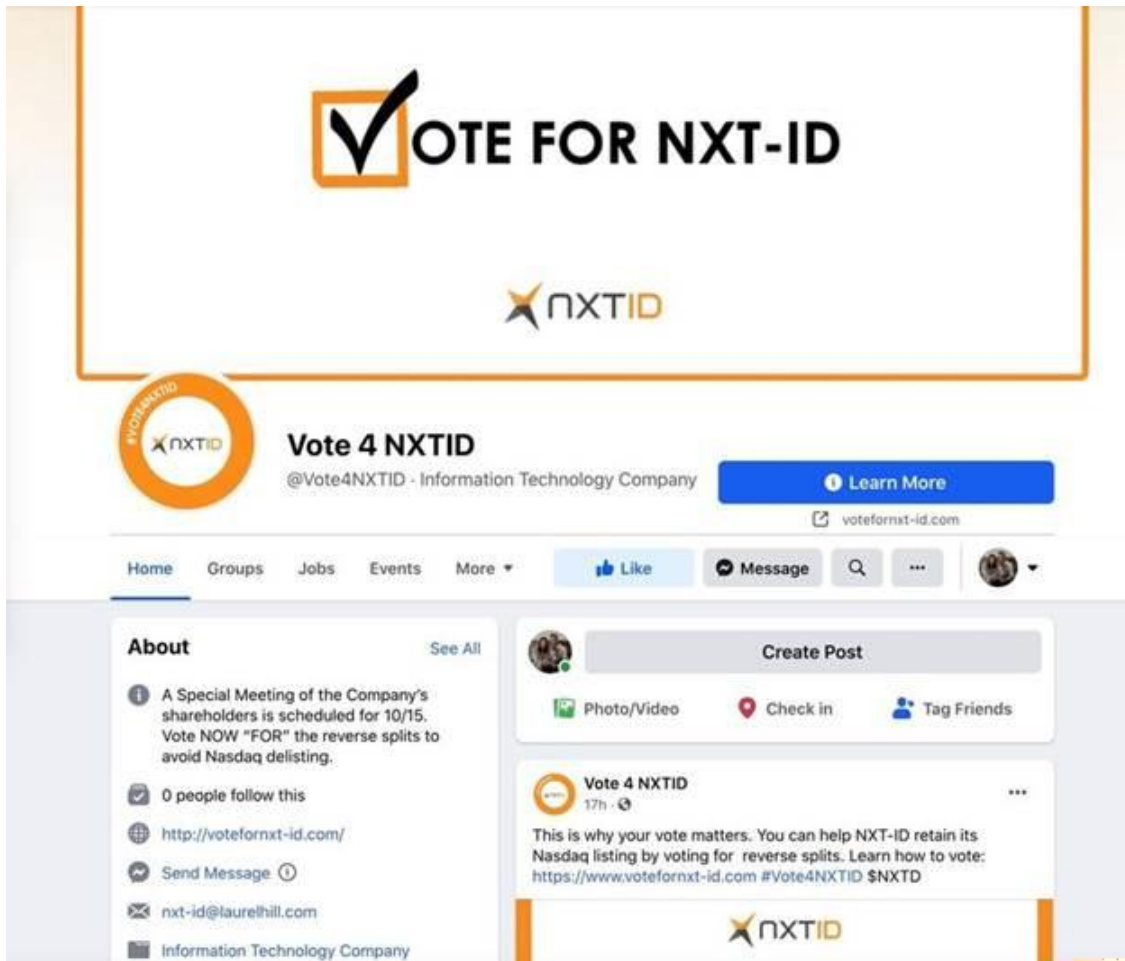 VOTE FOR NXT-ID
NXTID
#VOTE4NXTID
NXTID
Vote 4 NXTID
@Vote4NXTID · Information Technology Company
Learn More
votefornxt-id.com
Home
Groups
Jobs
Events
More
Like
Message
About
See All
A Special Meeting of the Company's
shareholders is scheduled for 10/15.
Vote NOW "FOR" the reverse splits to
avoid Nasdaq delisting.
0 people follow this
http://votefornxt-id.com/
Send Message
nxt-id@laurelhill.com
Information Technology Company
Create Post
Photo/Video
Check in
Tag Friends
Vote 4 NXTID
17h
This is why your vote matters. You can help NXT-ID retain its
Nasdaq listing by voting for reverse splits. Learn how to vote:
https://www.votefornxt-id.com #Vote4NXTID $NXTD
NXTID